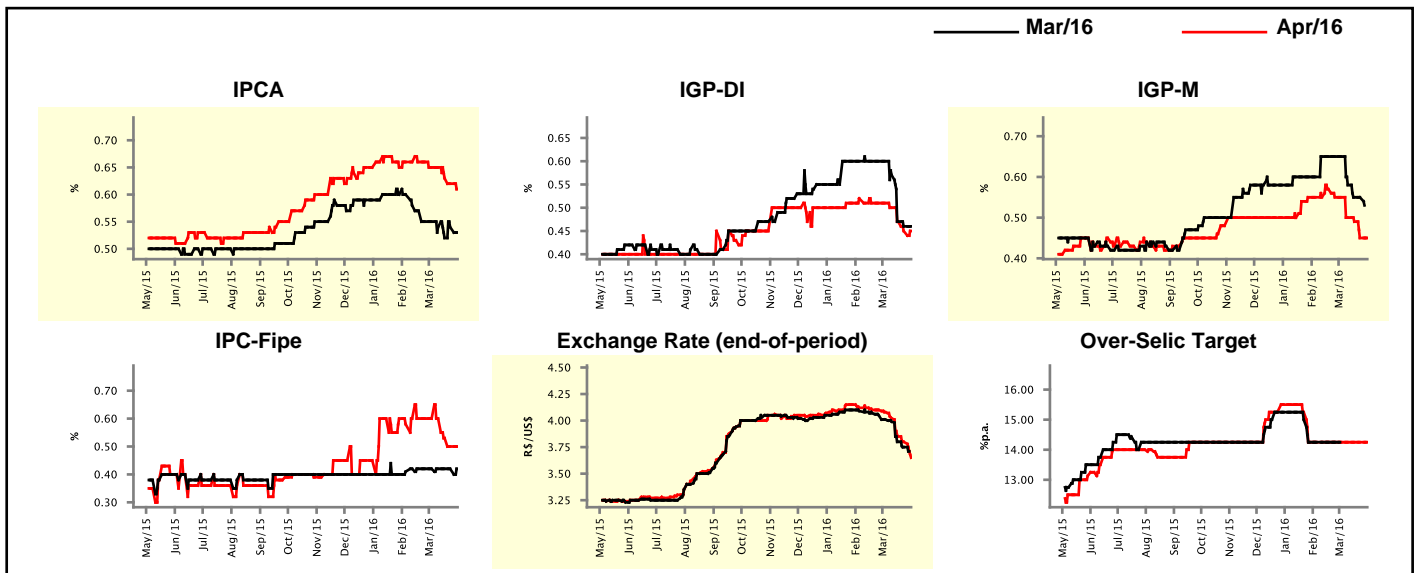 Mar/16 Apr/16
IPCA
%
0.70
0.65
0.60
0.55
0.50
May/15 Jun/15 Jul/15 Aug/15 Sep/15 Oct/15 Nov/15 Dec/15 Jan/16 Feb/16 Mar/16
IGP-DI
%
0.65
0.60
0.55
0.50
0.45
0.40
May/15 Jun/15 Jul/15 Aug/15 Sep/15 Oct/15 Nov/15 Dec/15 Jan/16 Feb/16 Mar/16
IGP-M
%
0.70
0.60
0.50
0.40
May/15 Jun/15 Jul/15 Aug/15 Sep/15 Oct/15 Nov/15 Dec/15 Jan/16 Feb/16 Mar/16
IPC-Fipe
%
0.70
0.60
0.50
0.40
0.30
May/15 Jun/15 Jul/15 Aug/15 Sep/15 Oct/15 Nov/15 Dec/15 Jan/16 Feb/16 Mar/16
Exchange Rate (end-of-period)
R$/US$
4.50
4.25
4.00
3.75
3.50
3.25
May/15 Jun/15 Jul/15 Aug/15 Sep/15 Oct/15 Nov/15 Dec/15 Jan/16 Feb/16 Mar/16
Over-Selic Target
%p.a.
16.00
15.00
14.00
13.00
May/15 Jun/15 Jul/15 Aug/15 Sep/15 Oct/15 Nov/15 Dec/15 Jan/16 Feb/16 Mar/16